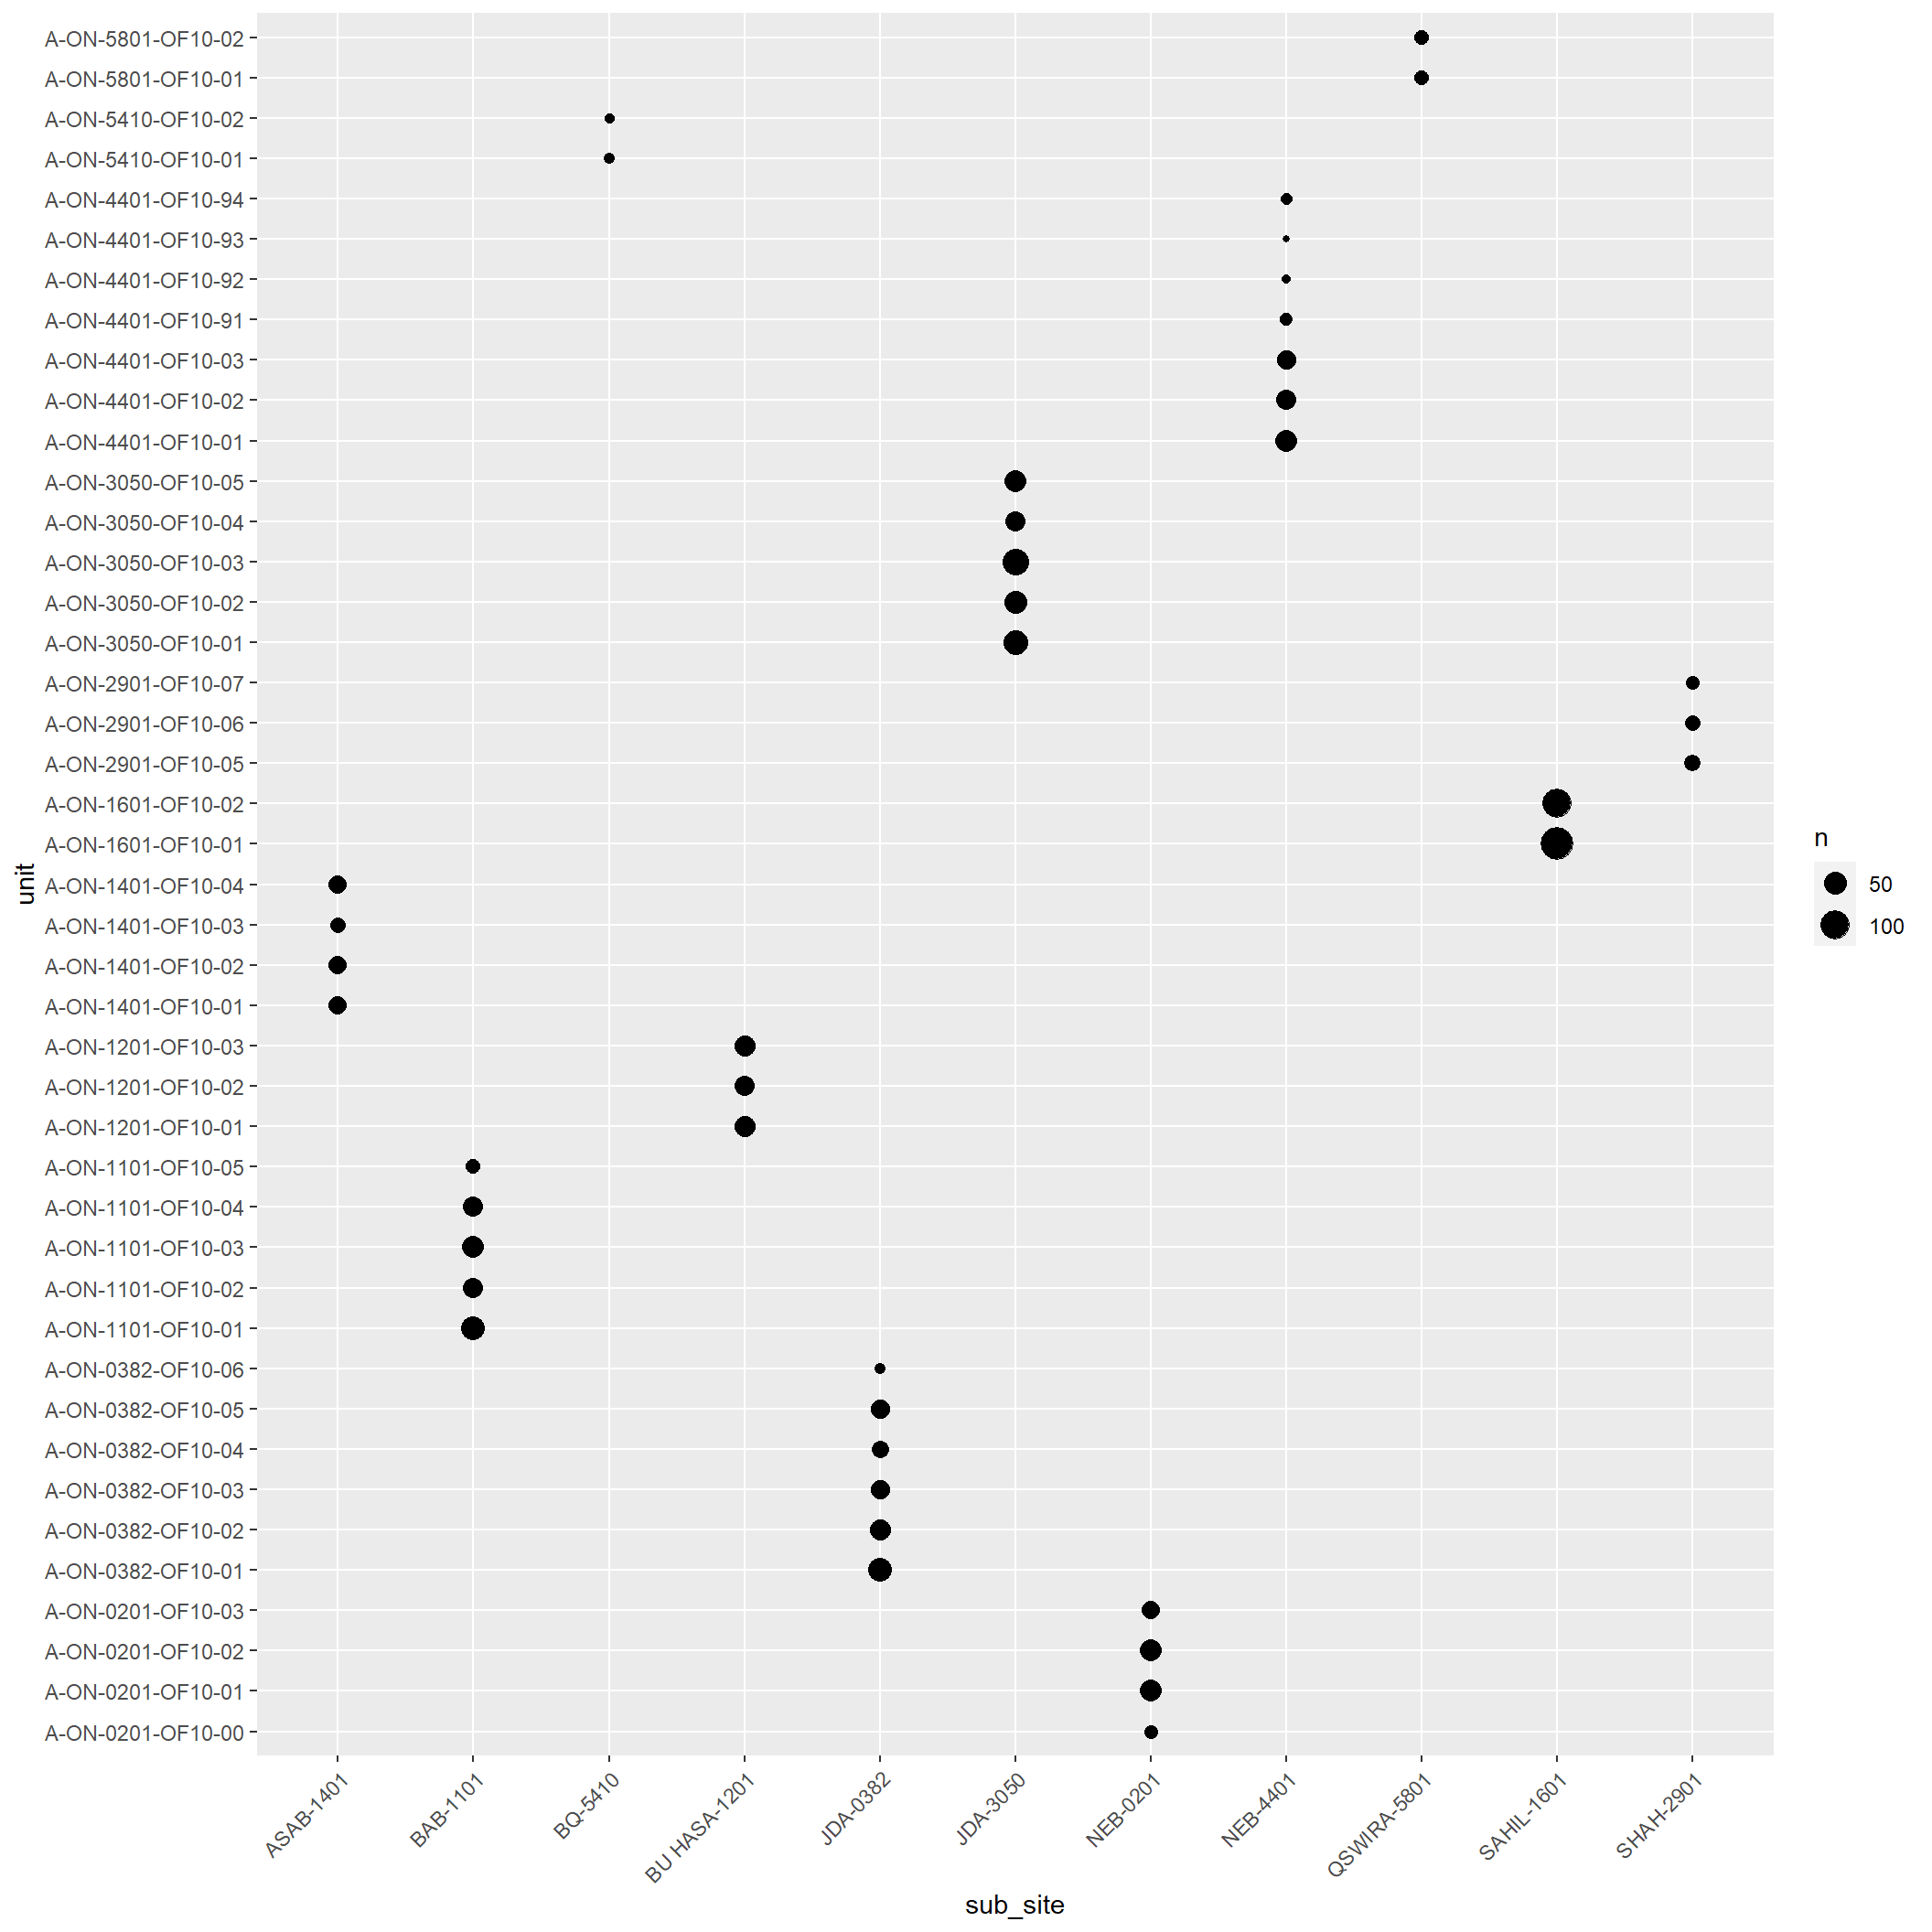 A-ON-5801-OF10-02
A-ON-5801-OF10-01
A-ON-5410-OF10-02
A-ON-5410-OF10-01
A-ON-4401-OF10-94
A-ON-4401-OF10-93
A-ON-4401-OF10-92
A-ON-4401-OF10-91
A-ON-4401-OF10-03
A-ON-4401-OF10-02
A-ON-4401-OF10-01
A-ON-3050-OF10-05
A-ON-3050-OF10-04
A-ON-3050-OF10-03
A-ON-3050-OF10-02
A-ON-3050-OF10-01
A-ON-2901-OF10-07
A-ON-2901-OF10-06
A-ON-2901-OF10-05
A-ON-1601-OF10-02
A-ON-1601-OF10-01
A-ON-1401-OF10-04
A-ON-1401-OF10-03
A-ON-1401-OF10-02
A-ON-1401-OF10-01
A-ON-1201-OF10-03
A-ON-1201-OF10-02
A-ON-1201-OF10-01
A-ON-1101-OF10-05
A-ON-1101-OF10-04
A-ON-1101-OF10-03
A-ON-1101-OF10-02
A-ON-1101-OF10-01
A-ON-0382-OF10-06
A-ON-0382-OF10-05
A-ON-0382-OF10-04
A-ON-0382-OF10-03
A-ON-0382-OF10-02
A-ON-0382-OF10-01
A-ON-0201-OF10-03
A-ON-0201-OF10-02
A-ON-0201-OF10-01
A-ON-0201-OF10-00
unit
ASAB-1401
BAB-1101
BQ-5410
BU HASA-1201
JDA-0382
JDA-3050
NEB-0201
NEB-4401
QSWIRA-5801
SAHIL-1601
SHAH-2901
sub_site
n
50
100